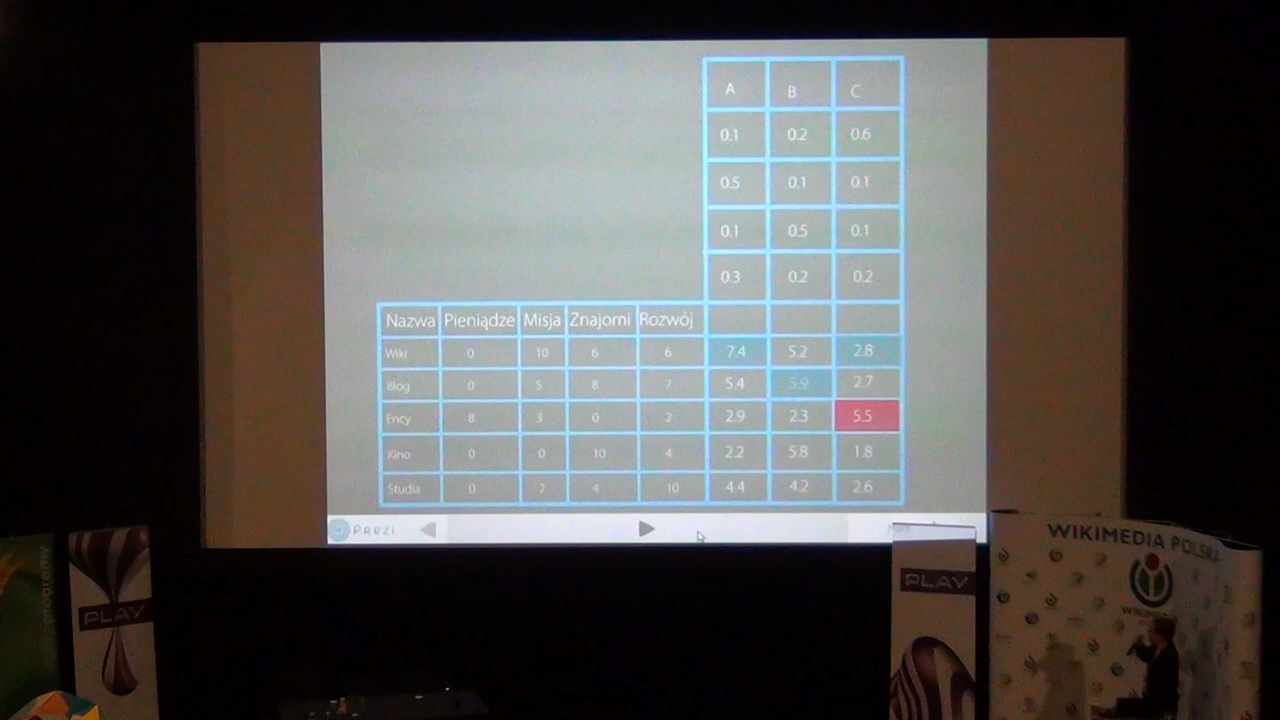 A B C
0.1 0.2 0.6
0.5 0.1 0.1
0.1 0.5 0.1
0.3 0.2 0.2
Nazwa Pieniądze Misja Znajomi Rozwój
Wiki 0 10 6 6 7.4 5.2 2.8
Blog 0 5 8 7 5.4 5.9 2.7
Ency 8 3 0 2 2.9 2.3 5.5
Kino 0 0 10 4 2.2 5.8 1.8
Studia 0 2 4 10 4.4 4.2 2.6
PREZI
WIKIMEDIA POLSKA
PLAY
PLAY